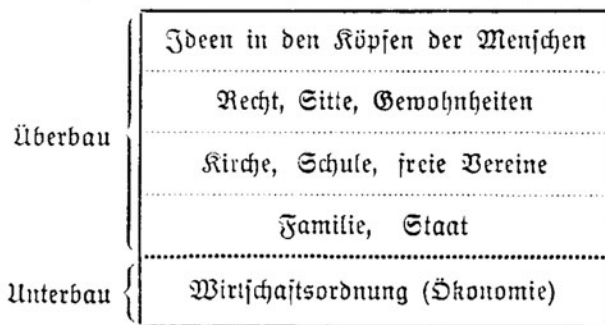 Ideen in den Köpfen der Menschen
Recht, Sitte, Gewohnheiten
Überbau
Kirche, Schule, freie Vereine
Familie, Staat
Unterbau
Wirtschaftsordnung (Ökonomie)